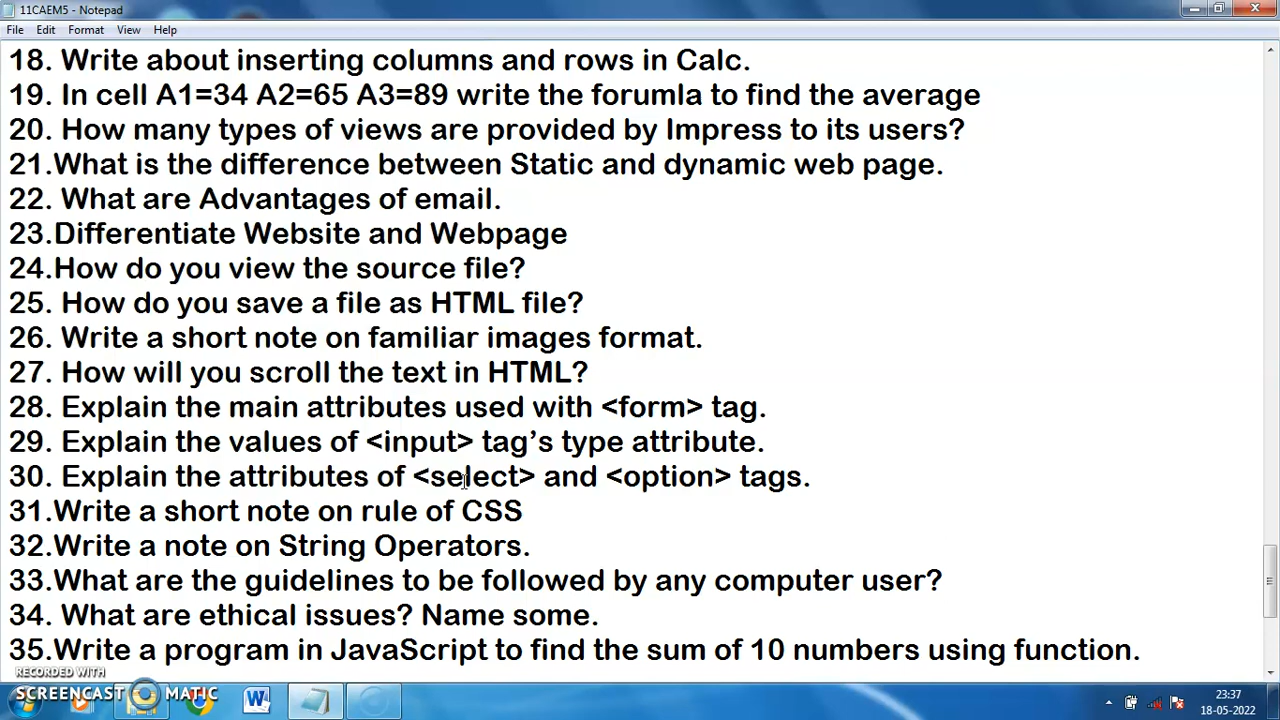 11CAEM5 - Notepad
File Edit Format View Help
18. Write about inserting columns and rows in Calc.
19. In cell A1=34 A2=65 A3=89 write the forumla to find the average
20. How many types of views are provided by Impress to its users?
21.What is the difference between Static and dynamic web page.
22. What are Advantages of email.
23.Differentiate Website and Webpage
24.How do you view the source file?
25. How do you save a file as HTML file?
26. Write a short note on familiar images format.
27. How will you scroll the text in HTML?
28. Explain the main attributes used with <form> tag.
29. Explain the values of <input> tag’s type attribute.
30. Explain the attributes of <select> and <option> tags.
31.Write a short note on rule of CSS
32.Write a note on String Operators.
33.What are the guidelines to be followed by any computer user?
34. What are ethical issues? Name some.
35.Write a program in JavaScript to find the sum of 10 numbers using function.
RECORDED WITH
SCREENCAST MATIC
23:37
18-05-2022